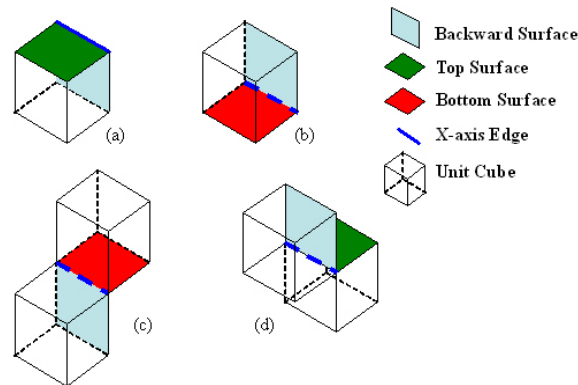 Backward Surface
Top Surface
Bottom Surface
X-axis Edge
Unit Cube
(a)
(b)
(c)
(d)